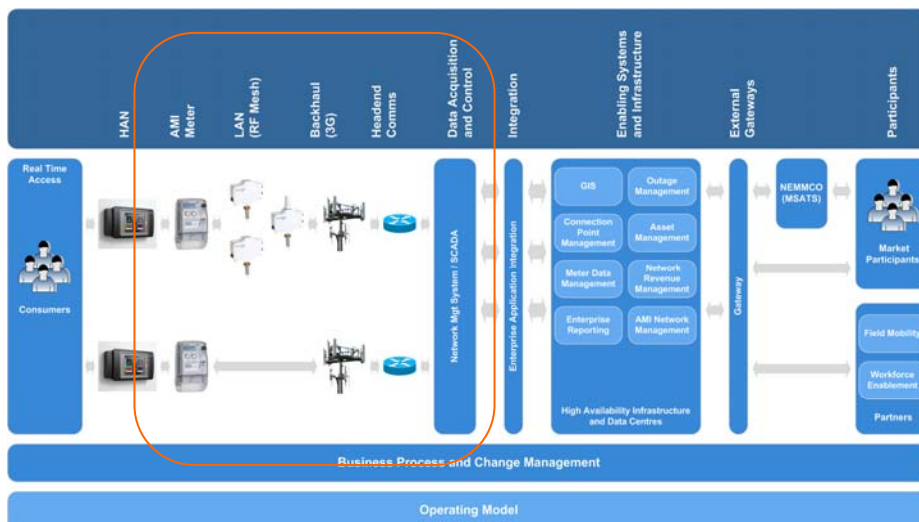 HAN
AMI
Meter
LAN
(RF Mesh)
Backhaul
(3G)
Headend
Comms
Data Acquisition
and Control
Integration
Enabling Systems
and Infrastructure
External
Gateways
Participants
Real Time
Access
Consumers
Network Mgt System / SCADA
Enterprise Application Integration
GIS
Outage
Management
Connection
Point
Management
Asset
Management
Meter Data
Management
Network
Revenue
Management
Enterprise
Reporting
AMI Network
Management
High Availability Infrastructure
and Data Centres
Gateway
NEMMCO
(MSATS)
Market
Participants
Field Mobility
Workforce
Enablement
Partners
Business Process and Change Management
Operating Model